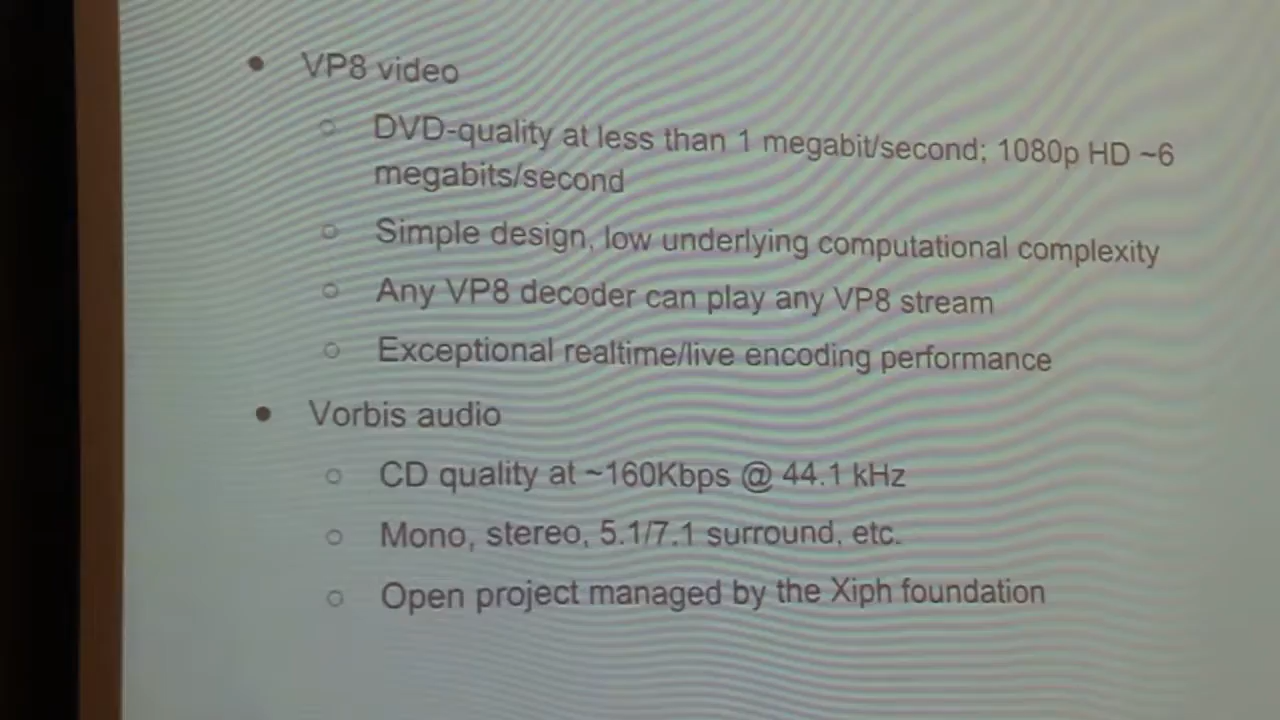 • VP8 video
○ DVD-quality at less than 1 megabit/second; 1080p HD ~6
megabits/second
○ Simple design, low underlying computational complexity
○ Any VP8 decoder can play any VP8 stream
○ Exceptional realtime/live encoding performance
• Vorbis audio
○ CD quality at ~160Kbps @ 44.1 kHz
○ Mono, stereo, 5.1/7.1 surround, etc.
○ Open project managed by the Xiph foundation